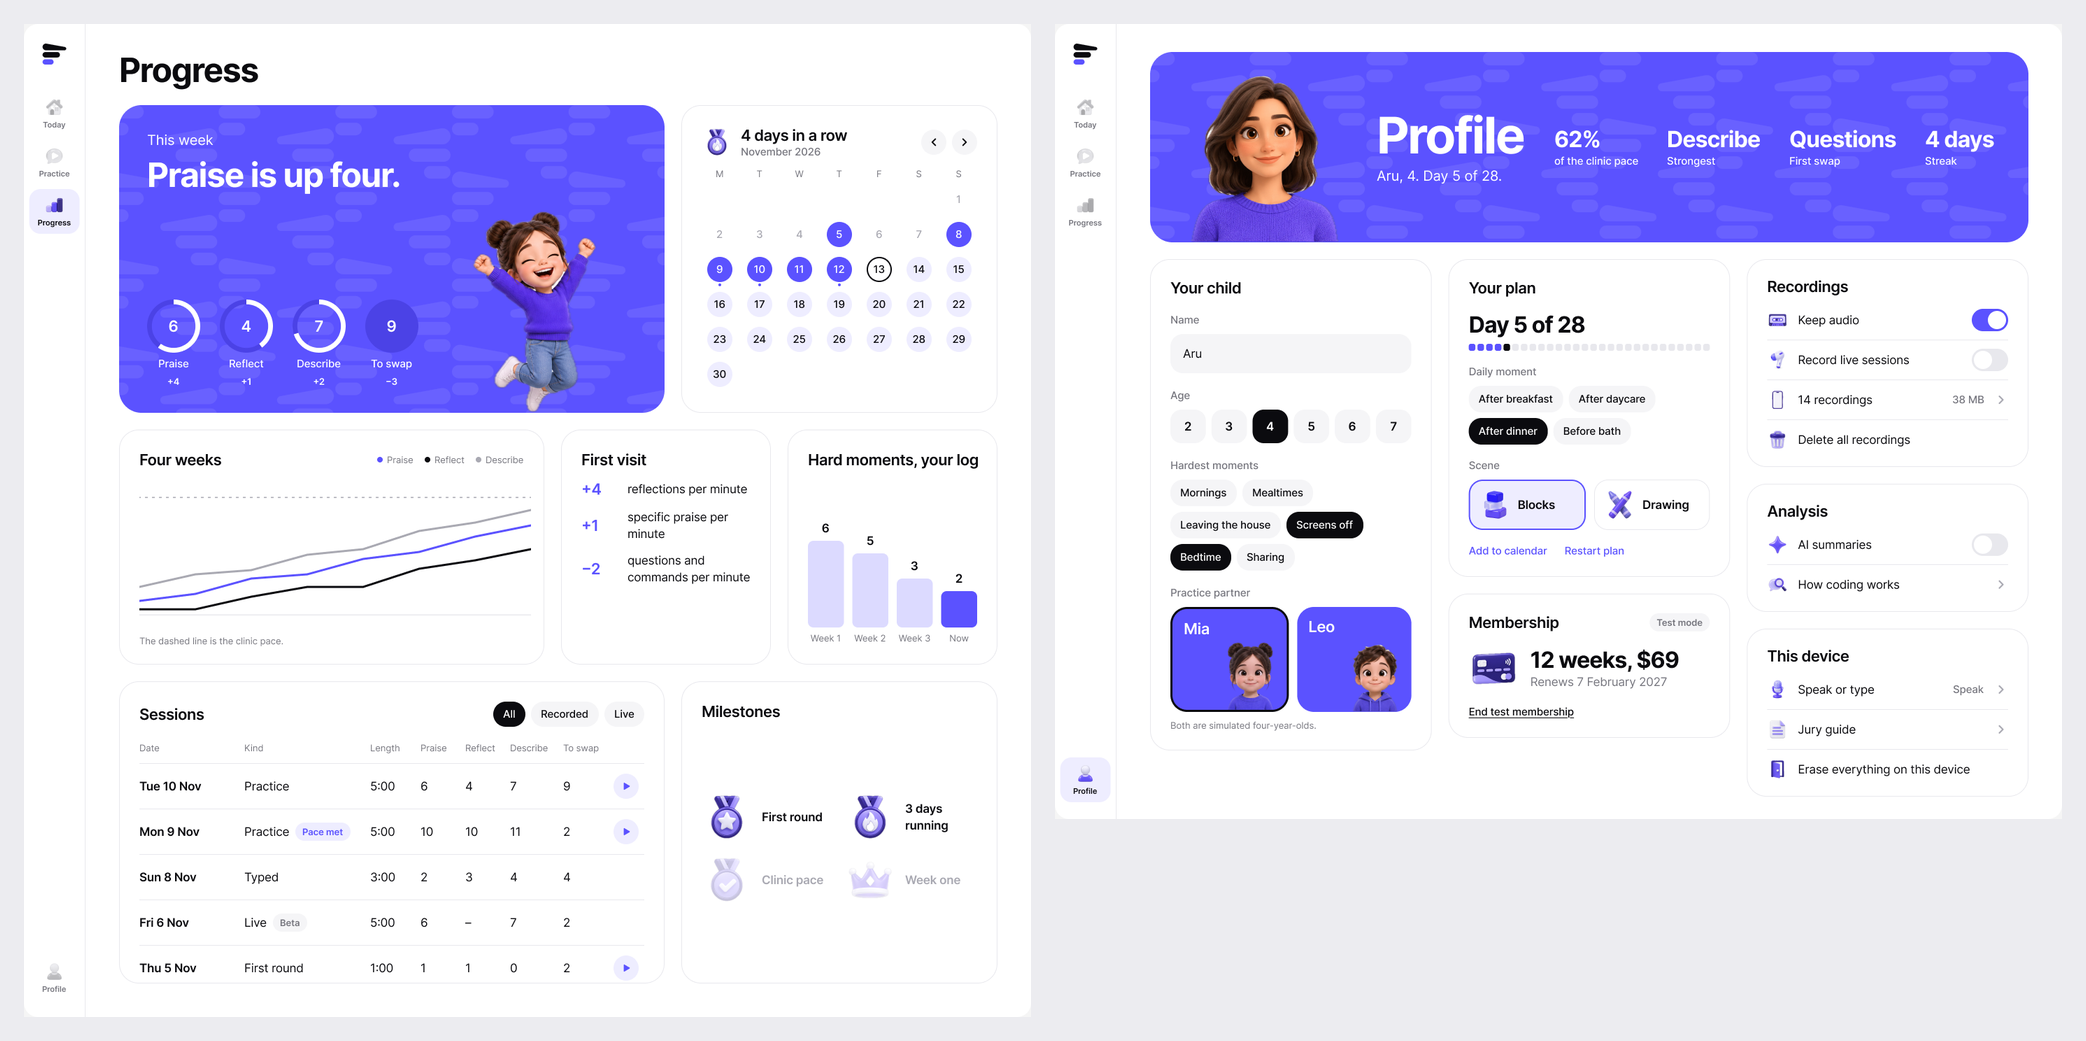 Progress
Today
Practice
Progress
Profile
This week
Praise is up four.
6
4
7
9
Praise
Reflect
Describe
To swap
+4
+1
+2
−3
4 days in a row
November 2026
M T W T F S S
1
2 3 4 5 6 7 8
9 10 11 12 13 14 15
16 17 18 19 20 21 22
23 24 25 26 27 28 29
30
Four weeks
Praise Reflect Describe
The dashed line is the clinic pace.
First visit
+4 reflections per minute
+1 specific praise per
minute
−2 questions and
commands per minute
Hard moments, your log
6
5
3
2
Week 1 Week 2 Week 3 Now
Sessions
All Recorded Live
Date Kind Length Praise Reflect Describe To swap
Tue 10 Nov Practice 5:00 6 4 7 9
Mon 9 Nov Practice Pace met 5:00 10 10 11 2
Sun 8 Nov Typed 3:00 2 3 4 4
Fri 6 Nov Live Beta 5:00 6 – 7 2
Thu 5 Nov First round 1:00 1 1 0 2
Milestones
First round
3 days
running
Clinic pace
Week one
Today
Practice
Progress
Profile
Profile
Aru, 4. Day 5 of 28.
62%
of the clinic pace
Describe
Strongest
Questions
First swap
4 days
Streak
Your child
Name
Aru
Age
2 3 4 5 6 7
Hardest moments
Mornings Mealtimes
Leaving the house Screens off
Bedtime Sharing
Practice partner
Mia
Leo
Both are simulated four-year-olds.
Your plan
Day 5 of 28
Daily moment
After breakfast After daycare
After dinner Before bath
Scene
Blocks Drawing
Add to calendar Restart plan
Membership Test mode
12 weeks, $69
Renews 7 February 2027
End test membership
Recordings
Keep audio
Record live sessions
14 recordings 38 MB
Delete all recordings
Analysis
AI summaries
How coding works
This device
Speak or type Speak
Jury guide
Erase everything on this device